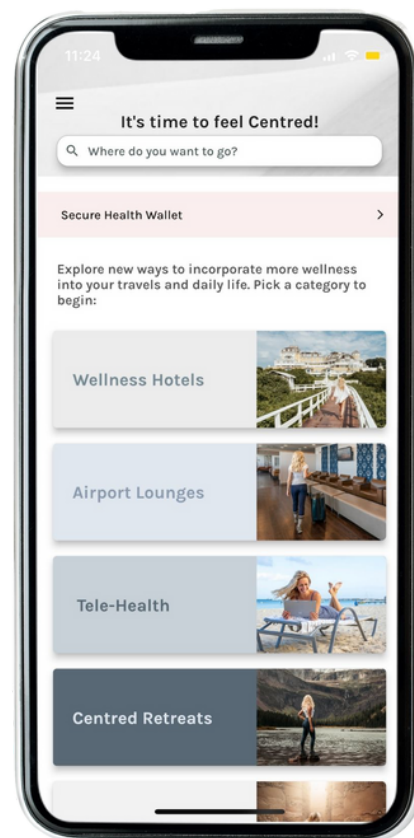 11:24
It's time to feel Centred!
Where do you want to go?
Secure Health Wallet
Explore new ways to incorporate more wellness
into your travels and daily life. Pick a category to
begin:
Wellness Hotels
Airport Lounges
Tele-Health
Centred Retreats